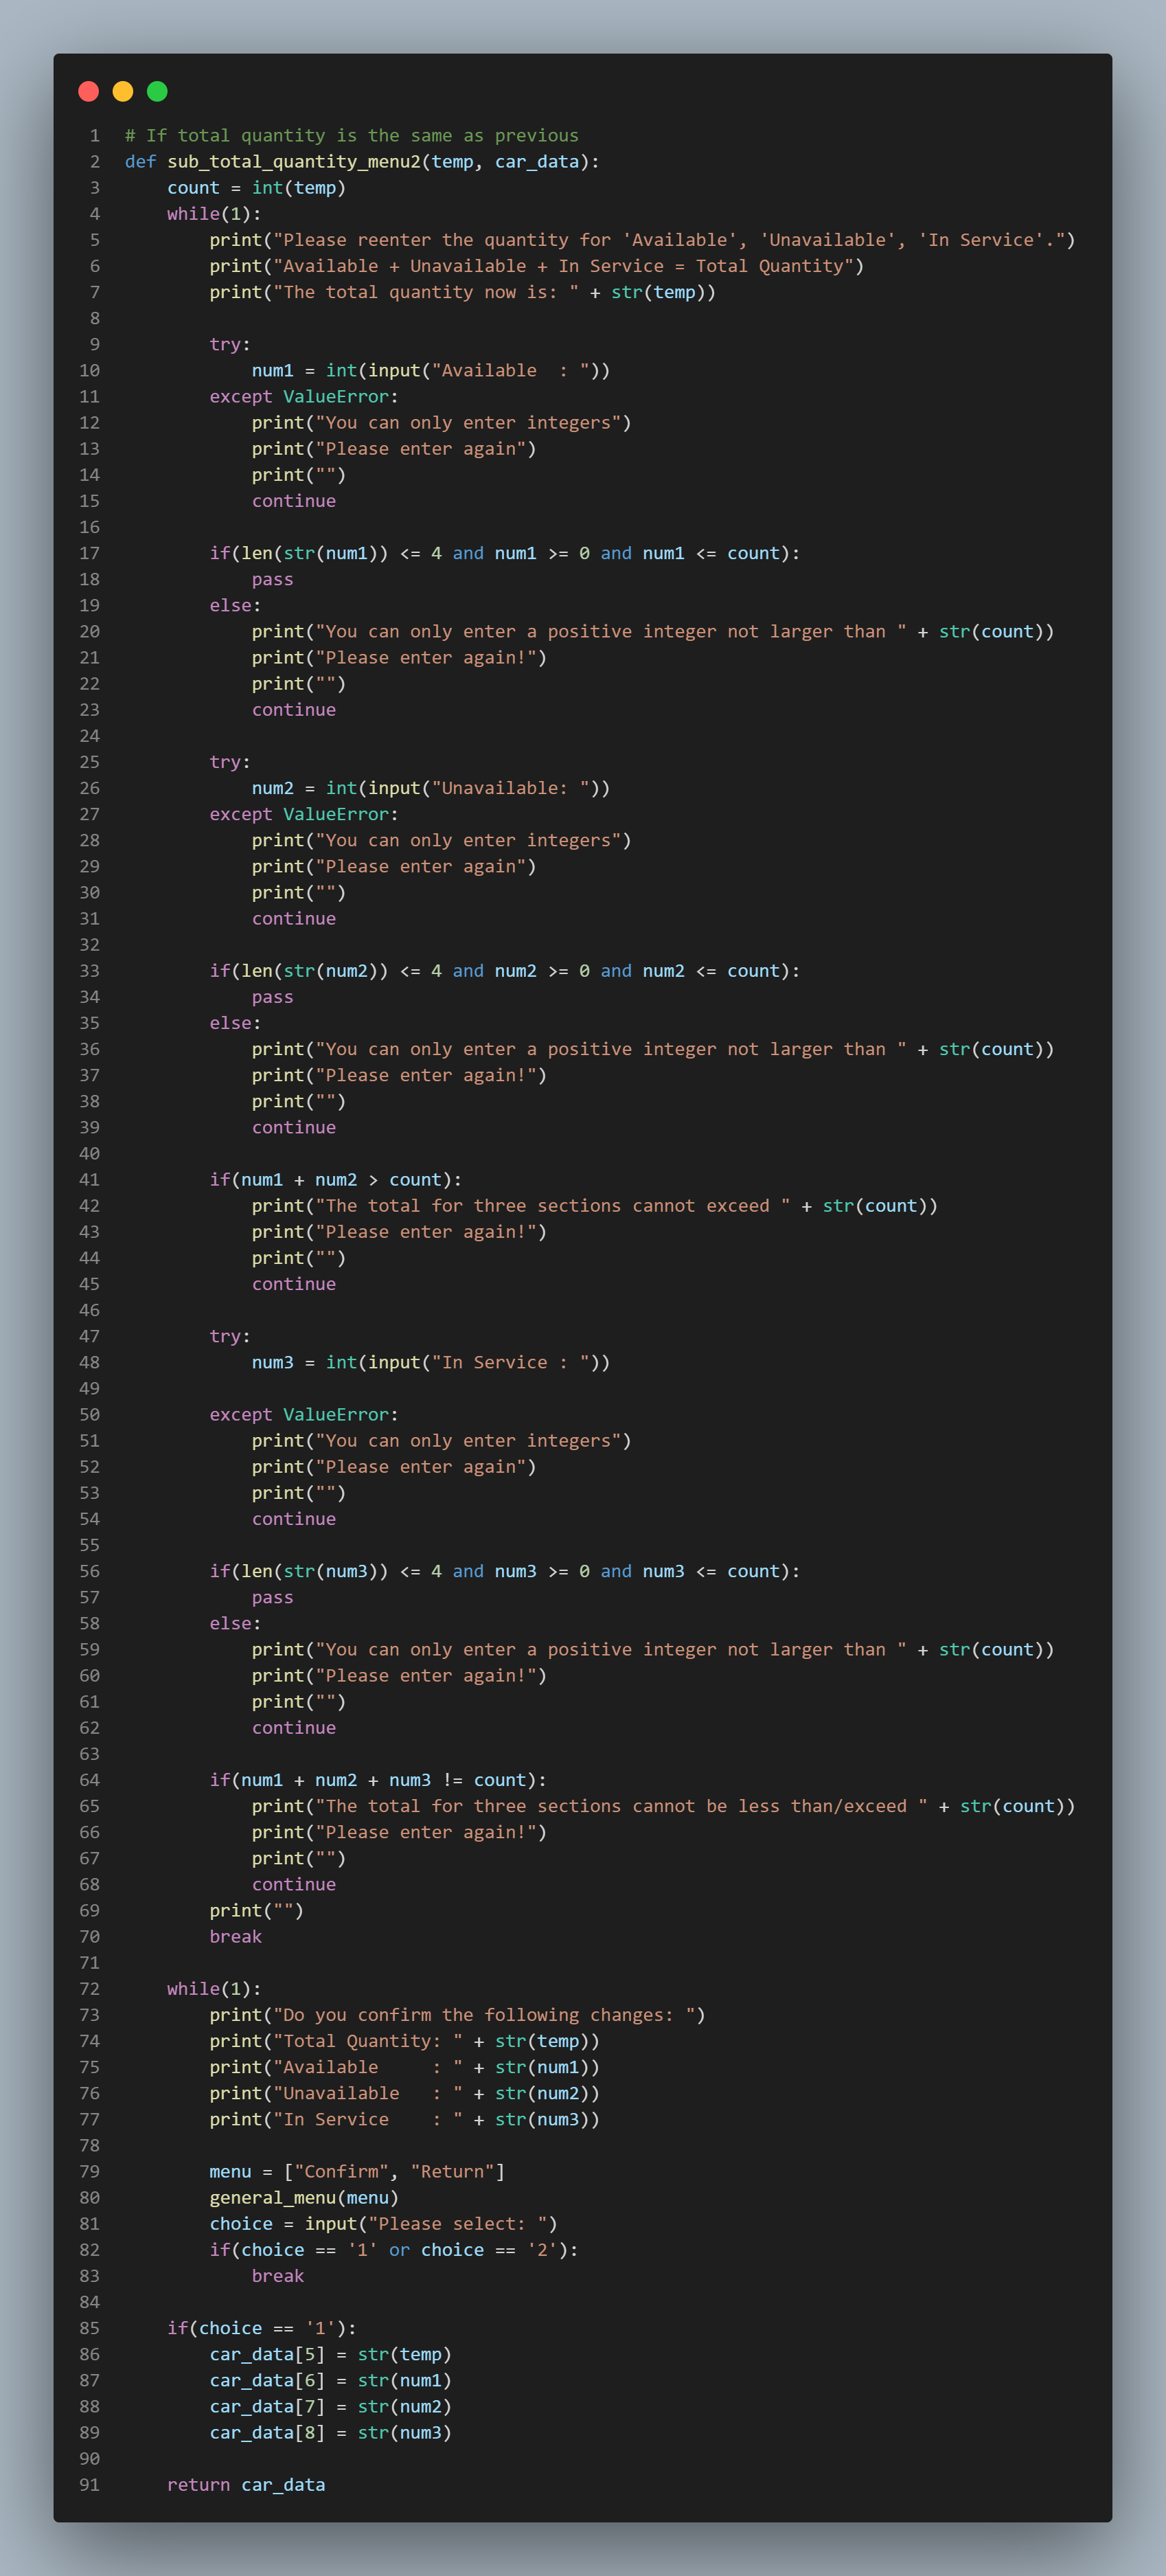 1 # If total quantity is the same as previous
2 def sub_total_quantity_menu2(temp, car_data):
3     count = int(temp)
4     while(1):
5         print("Please reenter the quantity for 'Available', 'Unavailable', 'In Service'.")
6         print("Available + Unavailable + In Service = Total Quantity")
7         print("The total quantity now is: " + str(temp))
8
9         try:
10             num1 = int(input("Available  : "))
11         except ValueError:
12             print("You can only enter integers")
13             print("Please enter again")
14             print("")
15             continue
16
17         if(len(str(num1)) <= 4 and num1 >= 0 and num1 <= count):
18             pass
19         else:
20             print("You can only enter a positive integer not larger than " + str(count))
21             print("Please enter again!")
22             print("")
23             continue
24
25         try:
26             num2 = int(input("Unavailable: "))
27         except ValueError:
28             print("You can only enter integers")
29             print("Please enter again")
30             print("")
31             continue
32
33         if(len(str(num2)) <= 4 and num2 >= 0 and num2 <= count):
34             pass
35         else:
36             print("You can only enter a positive integer not larger than " + str(count))
37             print("Please enter again!")
38             print("")
39             continue
40
41         if(num1 + num2 > count):
42             print("The total for three sections cannot exceed " + str(count))
43             print("Please enter again!")
44             print("")
45             continue
46
47         try:
48             num3 = int(input("In Service : "))
49
50         except ValueError:
51             print("You can only enter integers")
52             print("Please enter again")
53             print("")
54             continue
55
56         if(len(str(num3)) <= 4 and num3 >= 0 and num3 <= count):
57             pass
58         else:
59             print("You can only enter a positive integer not larger than " + str(count))
60             print("Please enter again!")
61             print("")
62             continue
63
64         if(num1 + num2 + num3 != count):
65             print("The total for three sections cannot be less than/exceed " + str(count))
66             print("Please enter again!")
67             print("")
68             continue
69         print("")
70         break
71
72     while(1):
73         print("Do you confirm the following changes: ")
74         print("Total Quantity: " + str(temp))
75         print("Available     : " + str(num1))
76         print("Unavailable   : " + str(num2))
77         print("In Service    : " + str(num3))
78
79         menu = ["Confirm", "Return"]
80         general_menu(menu)
81         choice = input("Please select: ")
82         if(choice == '1' or choice == '2'):
83             break
84
85     if(choice == '1'):
86         car_data[5] = str(temp)
87         car_data[6] = str(num1)
88         car_data[7] = str(num2)
89         car_data[8] = str(num3)
90
91     return car_data